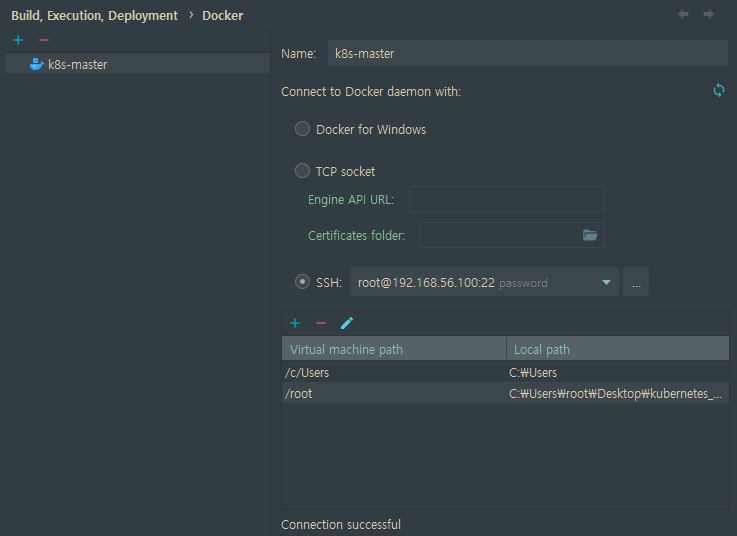 Build, Execution, Deployment › Docker
k8s-master
Name: k8s-master
Connect to Docker daemon with:
Docker for Windows
TCP socket
Engine API URL:
Certificates folder:
SSH: root@192.168.56.100:22 password ...
Virtual machine path Local path
/c/Users C:₩Users
/root C:₩Users₩root₩Desktop₩kubernetes_...
Connection successful